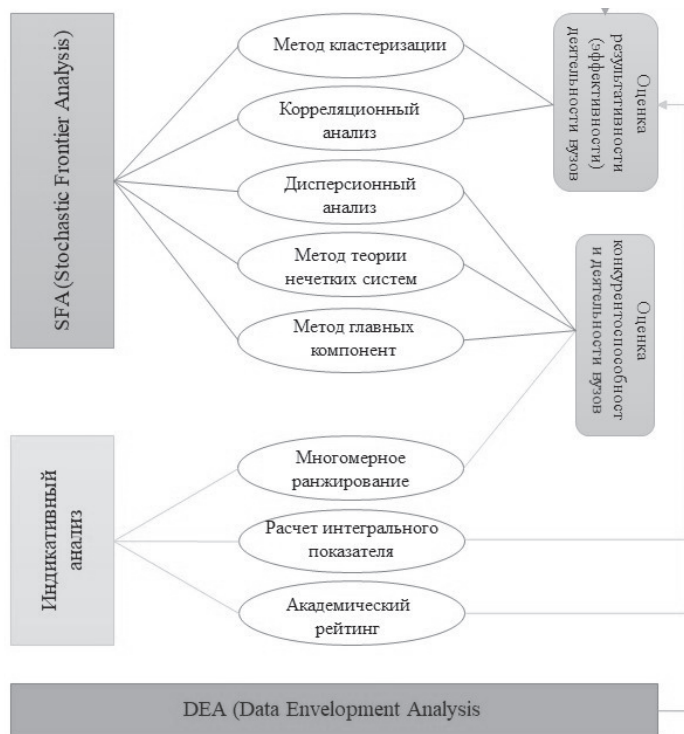 SFA (Stochastic Frontier Analysis)
Метод кластеризации
Корреляционный
анализ
Дисперсионный
анализ
Метод теории
нечетких систем
Метод главных
компонент
Оценка
результативности
(эффективности)
деятельности вузов
Оценка
конкурентоспособност
и деятельности вузов
Индикативный
анализ
Многомерное
ранжирование
Расчет интегрального
показателя
Академический
рейтинг
DEA (Data Envelopment Analysis